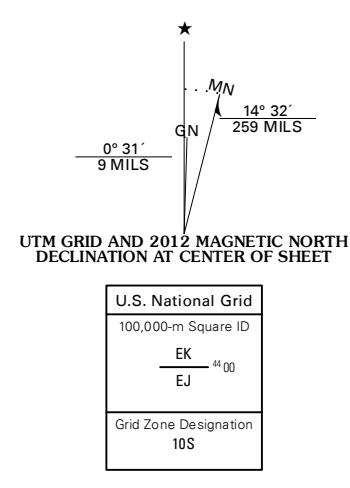 ★
MN
14° 32´
259 MILS
GN
0° 31´
9 MILS
UTM GRID AND 2012 MAGNETIC NORTH
DECLINATION AT CENTER OF SHEET
U.S. National Grid
100,000-m Square ID
EK
44 00
EJ
Grid Zone Designation
10S